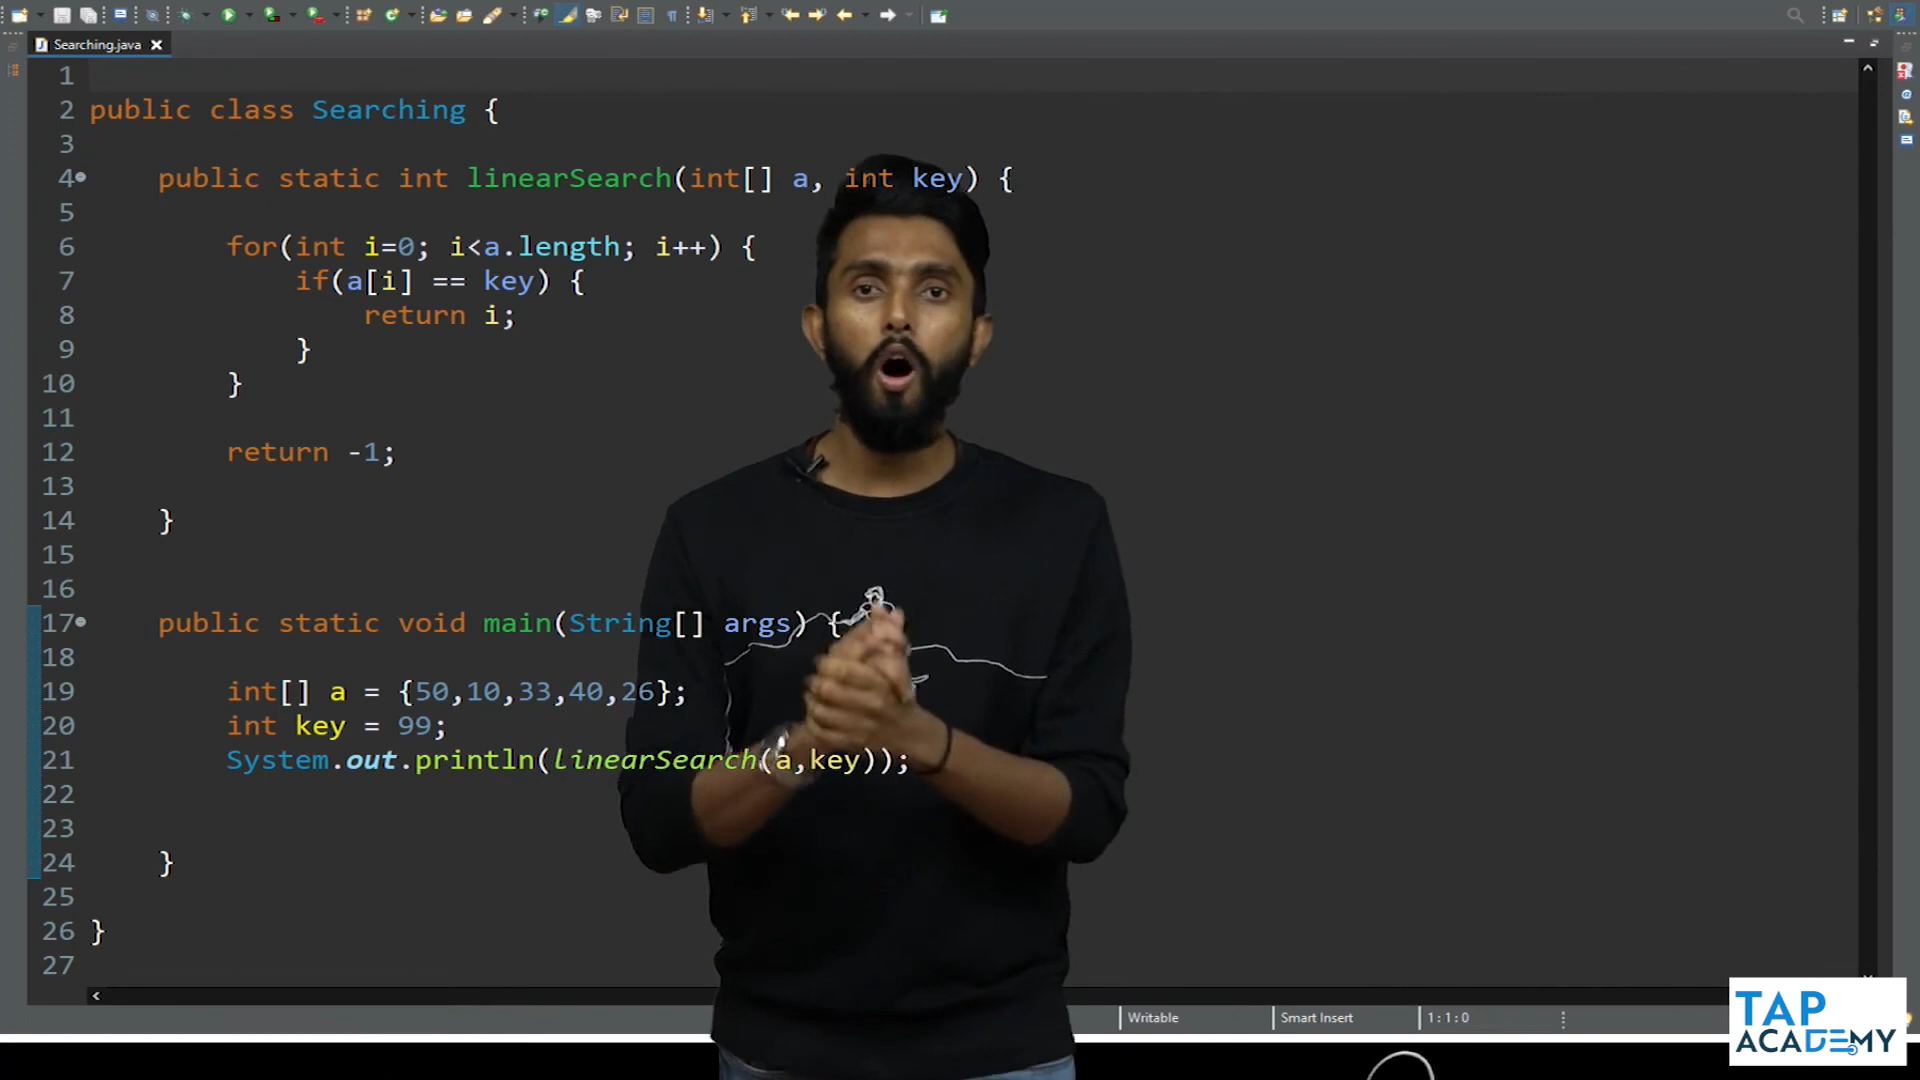 Searching.java
1
2 public class Searching {
3
4 public static int linearSearch(int[] a, int key) {
5
6 for(int i=0; i<a.length; i++) {
7 if(a[i] == key) {
8 return i;
9 }
10 }
11
12 return -1;
13
14 }
15
16
17 public static void main(String[] args) {
18
19 int[] a = {50,10,33,40,26};
20 int key = 99;
21 System.out.println(linearSearch(a,key));
22
23
24 }
25
26 }
27
Writable Smart Insert 1:1:0
TAP
ACADEMY